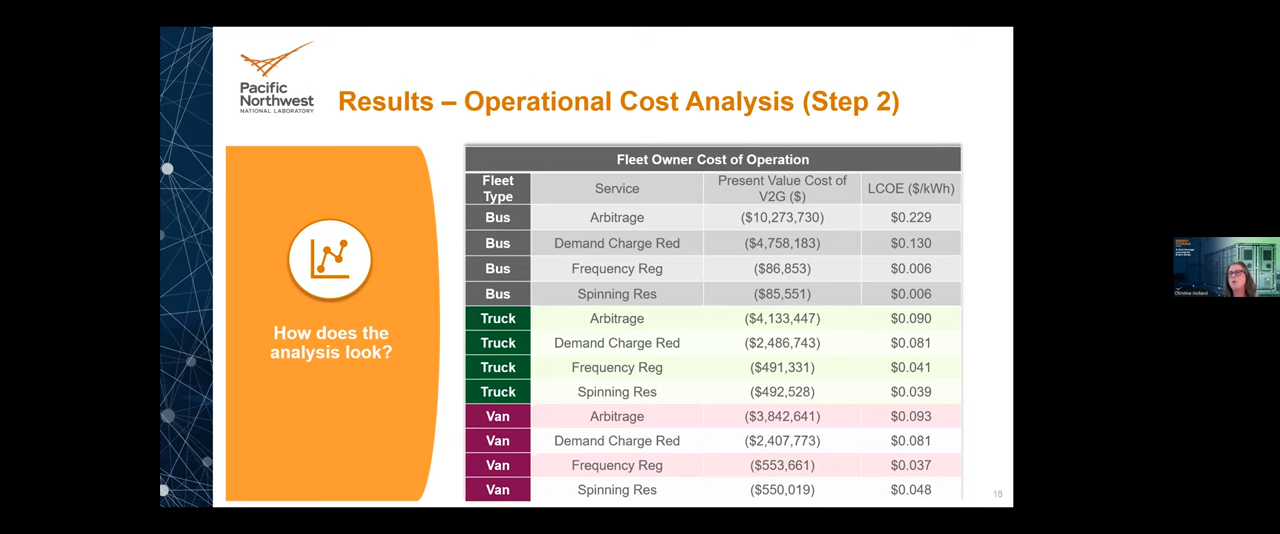 Pacific
Northwest
NATIONAL LABORATORY
Results – Operational Cost Analysis (Step 2)
How does the
analysis look?
Fleet Owner Cost of Operation
Fleet Type Service Present Value Cost of V2G ($) LCOE ($/kWh)
Bus Arbitrage ($10,273,730) $0.229
Bus Demand Charge Red ($4,758,183) $0.130
Bus Frequency Reg ($86,853) $0.006
Bus Spinning Res ($85,551) $0.006
Truck Arbitrage ($4,133,447) $0.090
Truck Demand Charge Red ($2,486,743) $0.081
Truck Frequency Reg ($491,331) $0.041
Truck Spinning Res ($492,528) $0.039
Van Arbitrage ($3,842,641) $0.093
Van Demand Charge Red ($2,407,773) $0.081
Van Frequency Reg ($553,661) $0.037
Van Spinning Res ($550,019) $0.048
18
Christine Holland